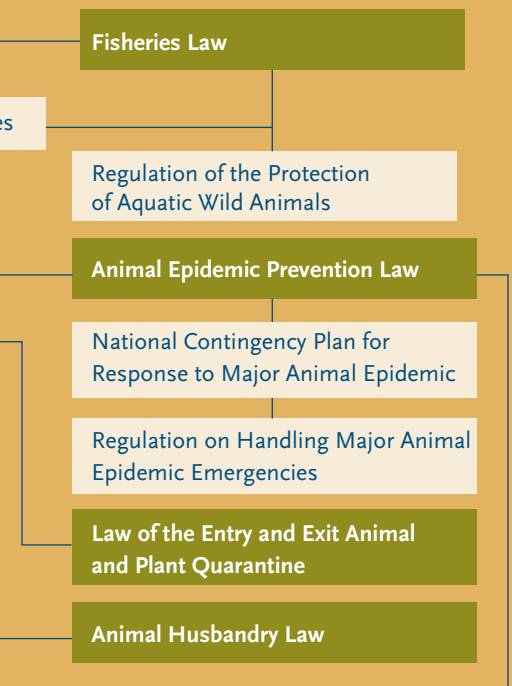 Fisheries Law
es
Regulation of the Protection
of Aquatic Wild Animals
Animal Epidemic Prevention Law
National Contingency Plan for
Response to Major Animal Epidemic
Regulation on Handling Major Animal
Epidemic Emergencies
Law of the Entry and Exit Animal
and Plant Quarantine
Animal Husbandry Law